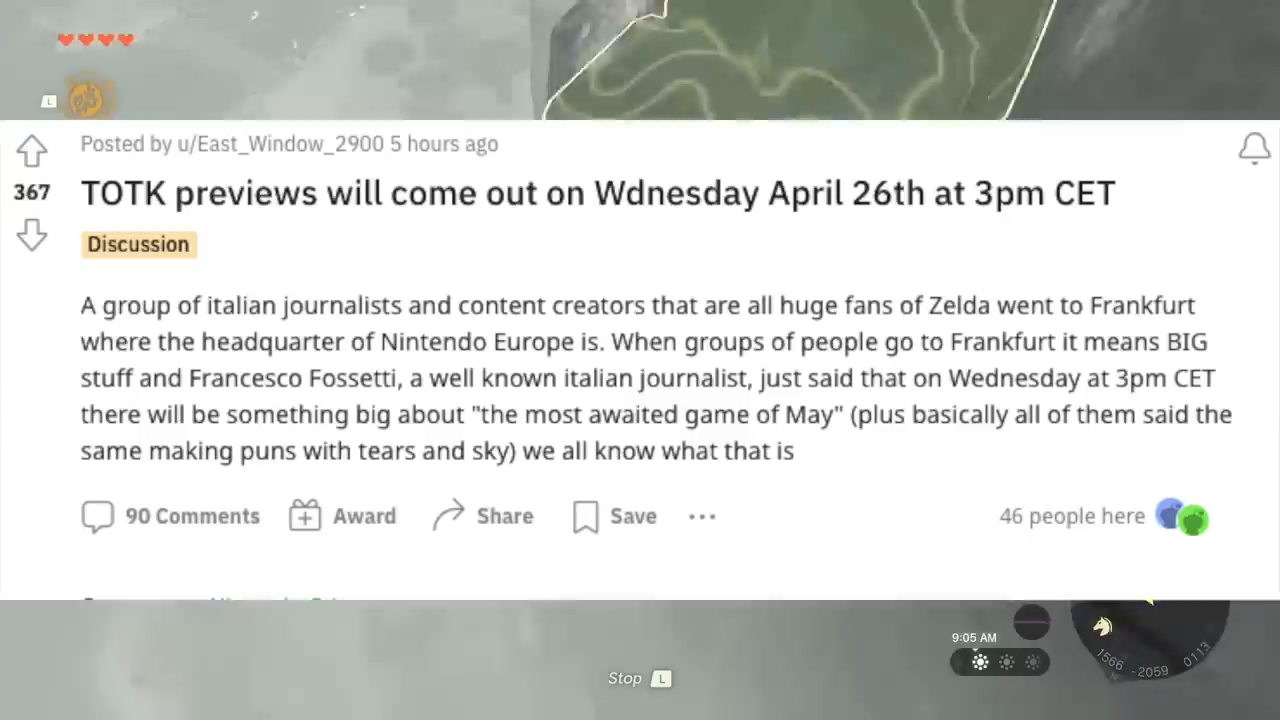 L
Posted by u/East_Window_2900 5 hours ago
367
TOTK previews will come out on Wdnesday April 26th at 3pm CET
Discussion
A group of italian journalists and content creators that are all huge fans of Zelda went to Frankfurt
where the headquarter of Nintendo Europe is. When groups of people go to Frankfurt it means BIG
stuff and Francesco Fossetti, a well known italian journalist, just said that on Wednesday at 3pm CET
there will be something big about "the most awaited game of May" (plus basically all of them said the
same making puns with tears and sky) we all know what that is
90 Comments Award Share Save ••• 46 people here
9:05 AM
Stop L
1566 -2059 0113